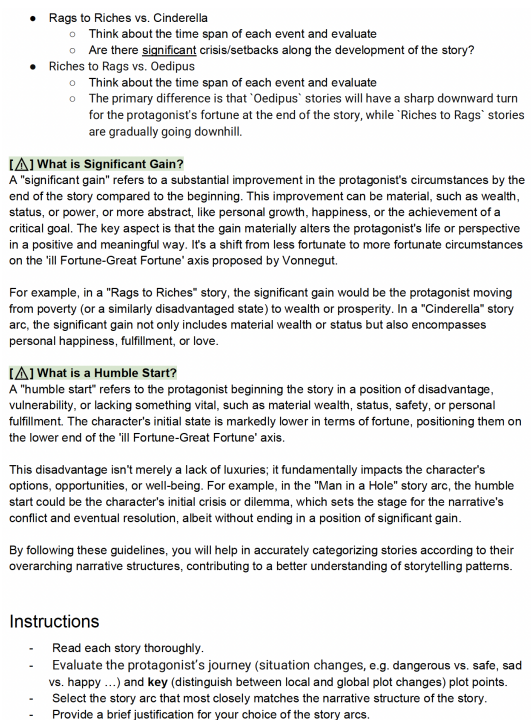 ● Rags to Riches vs. Cinderella
○ Think about the time span of each event and evaluate
○ Are there significant crisis/setbacks along the development of the story?
● Riches to Rags vs. Oedipus
○ Think about the time span of each event and evaluate
○ The primary difference is that `Oedipus` stories will have a sharp downward turn
for the protagonist's fortune at the end of the story, while `Riches to Rags` stories
are gradually going downhill.
[⚠] What is Significant Gain?
A "significant gain" refers to a substantial improvement in the protagonist's circumstances by the
end of the story compared to the beginning. This improvement can be material, such as wealth,
status, or power, or more abstract, like personal growth, happiness, or the achievement of a
critical goal. The key aspect is that the gain materially alters the protagonist's life or perspective
in a positive and meaningful way. It's a shift from less fortunate to more fortunate circumstances
on the 'ill Fortune-Great Fortune' axis proposed by Vonnegut.
For example, in a "Rags to Riches" story, the significant gain would be the protagonist moving
from poverty (or a similarly disadvantaged state) to wealth or prosperity. In a "Cinderella" story
arc, the significant gain not only includes material wealth or status but also encompasses
personal happiness, fulfillment, or love.
[⚠] What is a Humble Start?
A "humble start" refers to the protagonist beginning the story in a position of disadvantage,
vulnerability, or lacking something vital, such as material wealth, status, safety, or personal
fulfillment. The character's initial state is markedly lower in terms of fortune, positioning them on
the lower end of the 'ill Fortune-Great Fortune' axis.
This disadvantage isn't merely a lack of luxuries; it fundamentally impacts the character's
options, opportunities, or well-being. For example, in the "Man in a Hole" story arc, the humble
start could be the character's initial crisis or dilemma, which sets the stage for the narrative's
conflict and eventual resolution, albeit without ending in a position of significant gain.
By following these guidelines, you will help in accurately categorizing stories according to their
overarching narrative structures, contributing to a better understanding of storytelling patterns.
Instructions
- Read each story thoroughly.
- Evaluate the protagonist's journey (situation changes, e.g. dangerous vs. safe, sad
vs. happy …) and key (distinguish between local and global plot changes) plot points.
- Select the story arc that most closely matches the narrative structure of the story.
- Provide a brief justification for your choice of the story arcs.